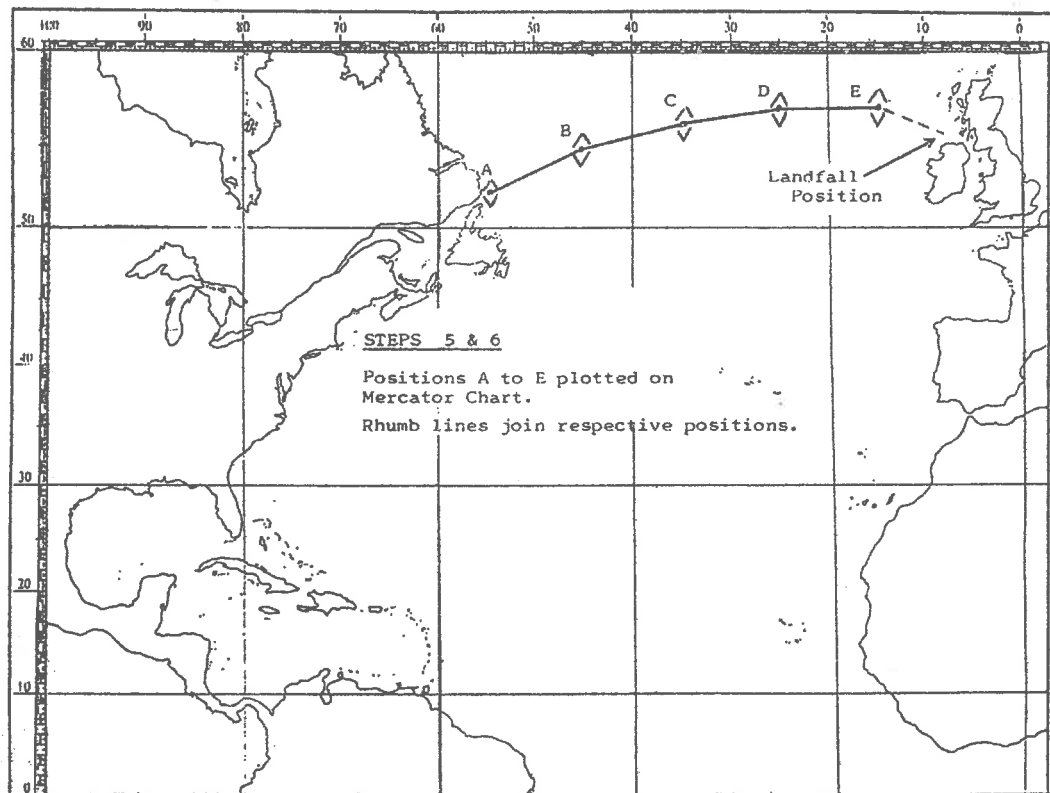 100 90 80 70 60 50 40 30 20 10 0
60
D E
C
B
A
Landfall
Position
50
STEPS 5 & 6
40
Positions A to E plotted on
Mercator Chart.
Rhumb lines join respective positions.
30
20
10
0